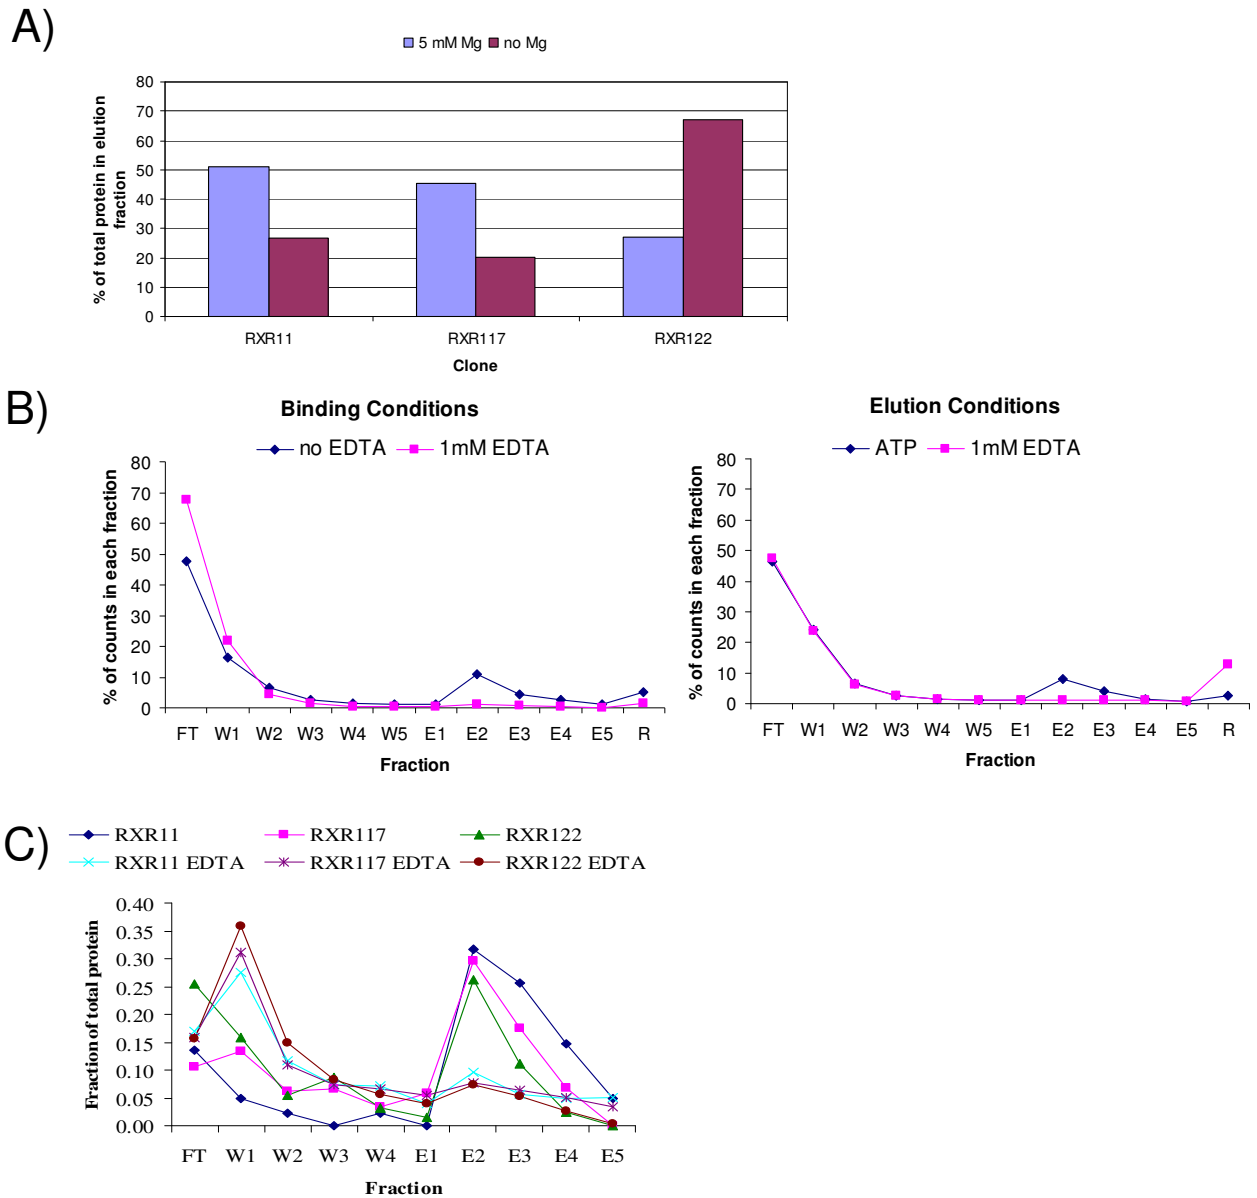 A)
5 mM Mg no Mg
% of total protein in elution
fraction
80
70
60
50
40
30
20
10
0
RXR11 RXR117 RXR122
Clone
B)
Binding Conditions
no EDTA 1mM EDTA
% of counts in each fraction
80
70
60
50
40
30
20
10
0
FT W1 W2 W3 W4 W5 E1 E2 E3 E4 E5 R
Fraction
Elution Conditions
ATP 1mM EDTA
% of counts in each fraction
80
70
60
50
40
30
20
10
0
FT W1 W2 W3 W4 W5 E1 E2 E3 E4 E5 R
Fraction
C)
RXR11 RXR117 RXR122
RXR11 EDTA RXR117 EDTA RXR122 EDTA
Fraction of total protein
0.40
0.35
0.30
0.25
0.20
0.15
0.10
0.05
0.00
FT W1 W2 W3 W4 E1 E2 E3 E4 E5
Fraction